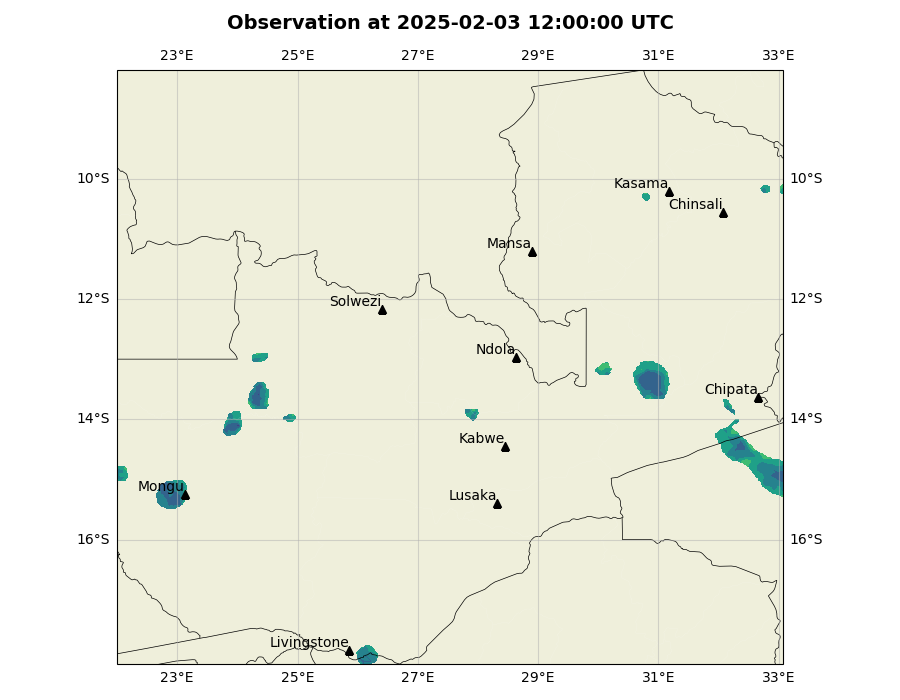 Observation at 2025-02-03 12:00:00 UTC
23°E 25°E 27°E 29°E 31°E 33°E
10°S 10°S
Kasama
Chinsali
Mansa
12°S 12°S
Solwezi
Ndola
Chipata
14°S 14°S
Kabwe
Mongu
Lusaka
16°S 16°S
Livingstone
23°E 25°E 27°E 29°E 31°E 33°E